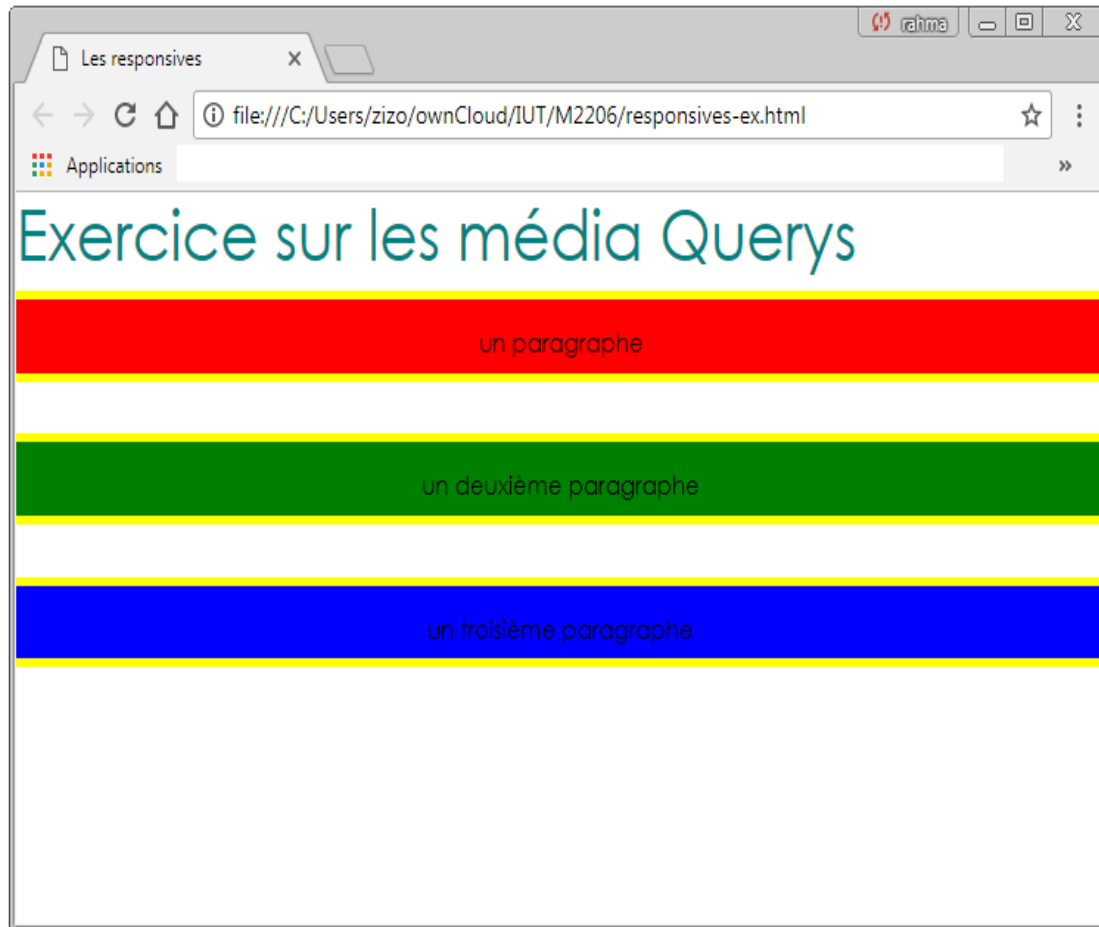 rahma
Les responsives
file:///C:/Users/zizo/ownCloud/IUT/M2206/responsives-ex.html
Applications
»
Exercice sur les média Querys
un paragraphe
un deuxième paragraphe
un troisième paragraphe